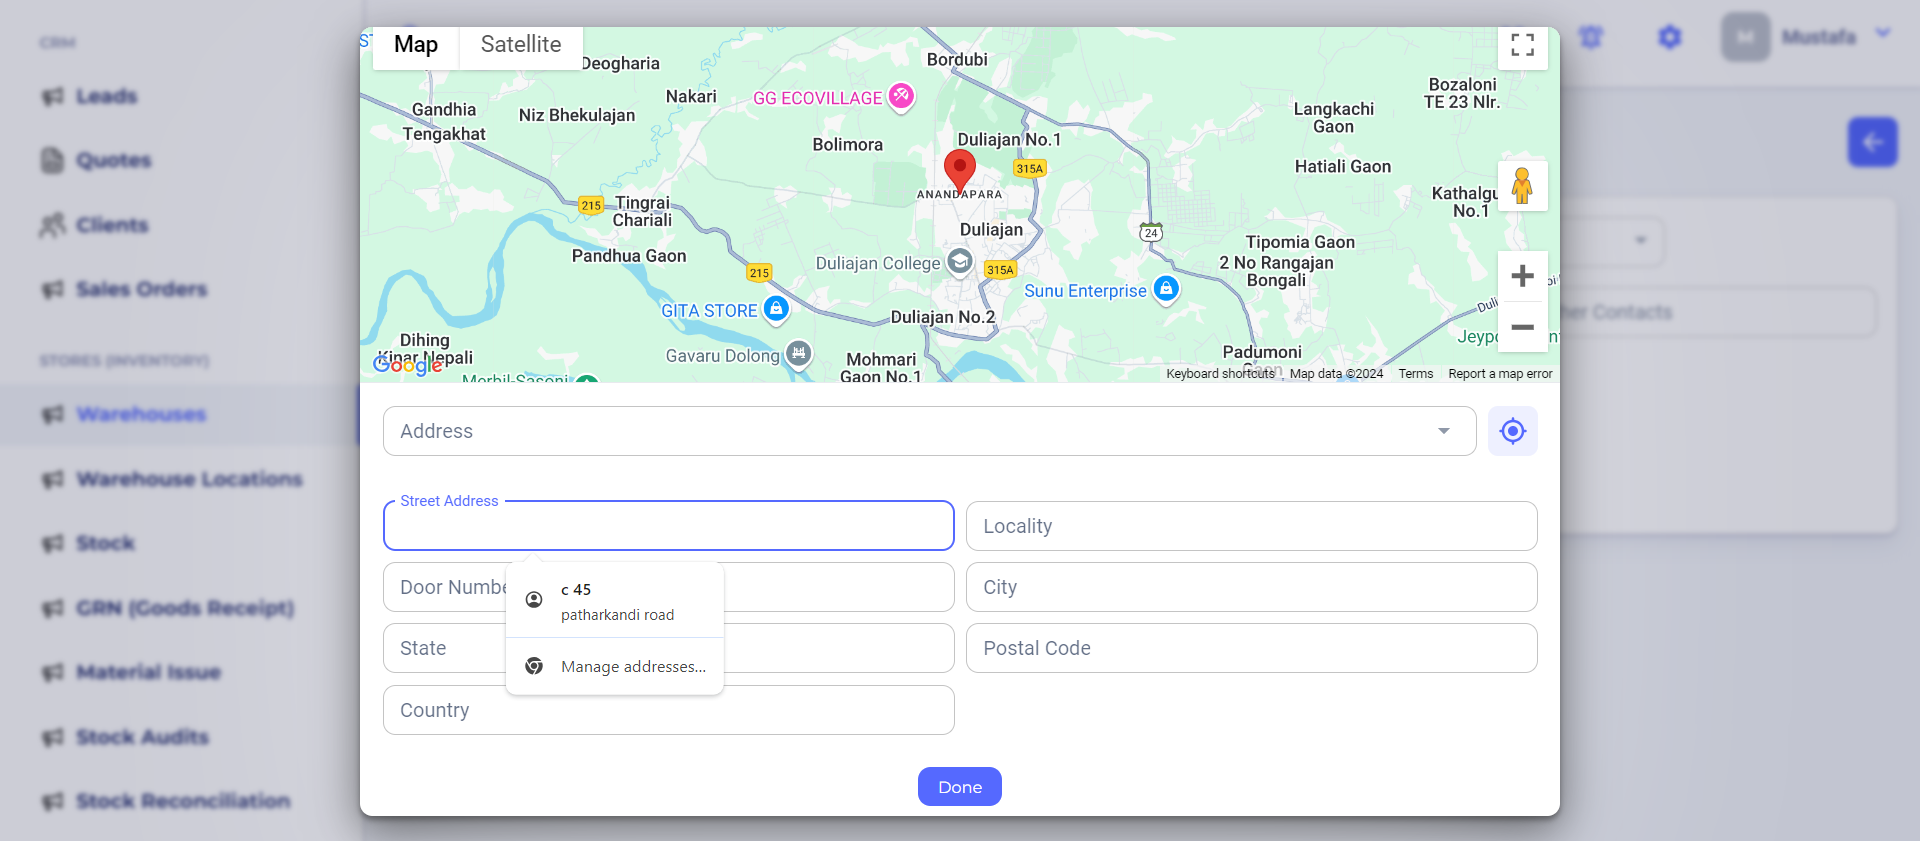 CRM
Leads
Quotes
Clients
Sales Orders
STORES (INVENTORY)
Warehouses
Warehouse Locations
Stock
GRN (Goods Receipt)
Material Issue
Stock Audits
Stock Reconciliation
M
Mustafa
Map
Satellite
Deogharia
Bordubi
Nakari
GG ECOVILLAGE
Bozaloni
TE 23 Nlr.
Gandhia
Tengakhat
Niz Bhekulajan
Langkachi
Gaon
Bolimora
Duliajan No.1
315A
Hatiali Gaon
ANANDAPARA
Kathalgu
No.1
215
Tingrai
Chariali
Duliajan
24
Tipomia Gaon
Pandhua Gaon
Duliajan College
315A
2 No Rangajan
Bongali
215
Sunu Enterprise
GITA STORE
Duliajan No.2
Duli
Dihing
Kinar Nepali
Gavaru Dolong
Mohmari
Gaon No.1
Padumoni
Gaon
Jeypo
Merbil-Sasoni
Google
Keyboard shortcuts
Map data ©2024
Terms
Report a map error
her Contacts
Address
Street Address
Locality
Door Numbe
City
c 45
patharkandi road
State
Postal Code
Manage addresses...
Country
Done